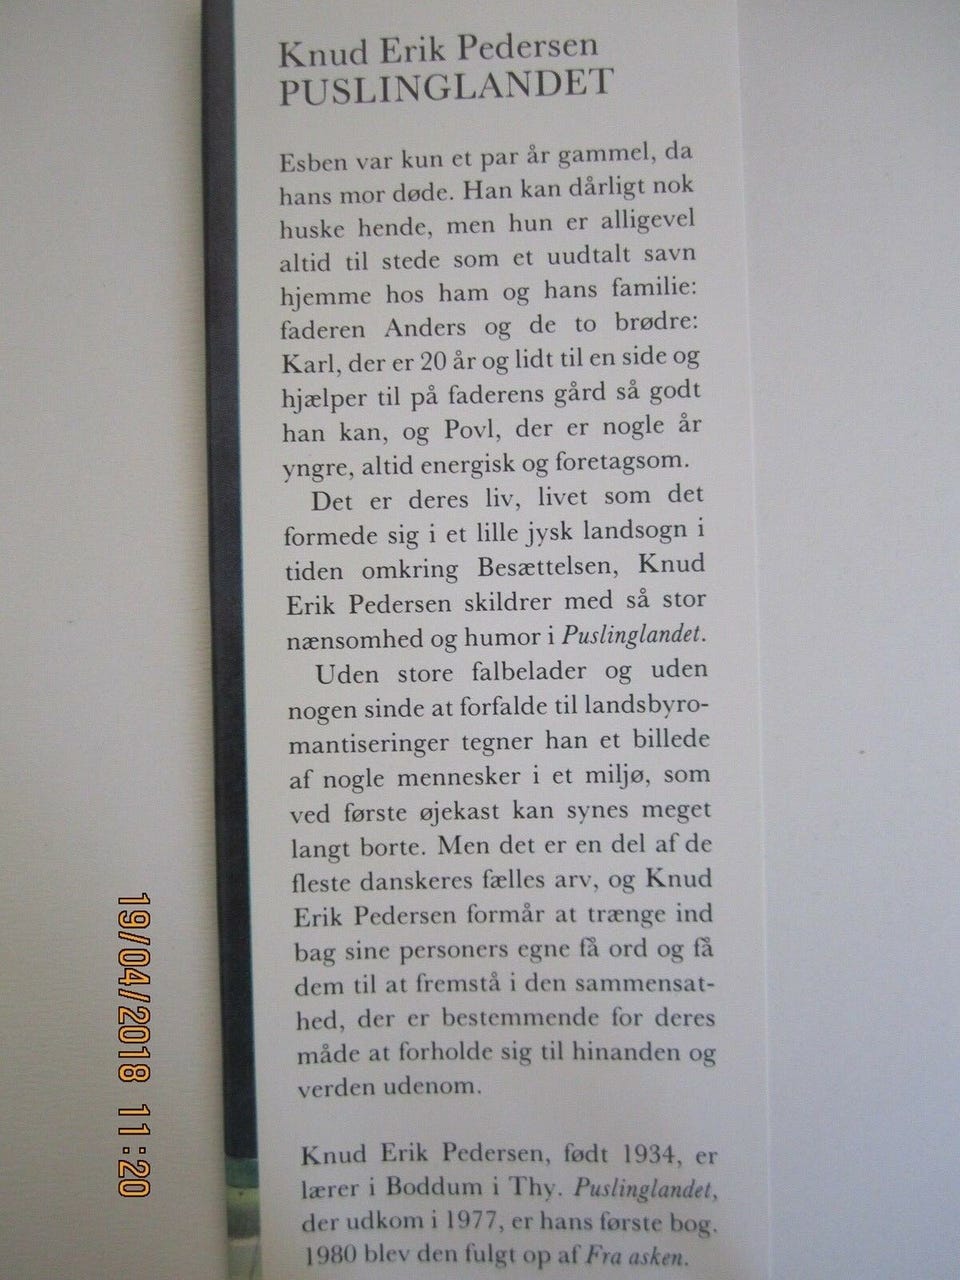 Knud Erik Pedersen
PUSLINGLANDET
Esben var kun et par år gammel, da
hans mor døde. Han kan dårligt nok
huske hende, men hun er alligevel
altid til stede som et uudtalt savn
hjemme hos ham og hans familie:
faderen Anders og de to brødre:
Karl, der er 20 år og lidt til en side og
hjælper til på faderens gård så godt
han kan, og Povl, der er nogle år
yngre, altid energisk og foretagsom.
Det er deres liv, livet som det
formede sig i et lille jysk landsogn i
tiden omkring Besættelsen, Knud
Erik Pedersen skildrer med så stor
nænsomhed og humor i Puslinglandet.
Uden store falbelader og uden
nogen sinde at forfalde til landsbyro-
mantiseringer tegner han et billede
af nogle mennesker i et miljø, som
ved første øjekast kan synes meget
langt borte. Men det er en del af de
fleste danskeres fælles arv, og Knud
Erik Pedersen formår at trænge ind
bag sine personers egne få ord og få
dem til at fremstå i den sammensat-
hed, der er bestemmende for deres
måde at forholde sig til hinanden og
verden udenom.
Knud Erik Pedersen, født 1934, er
lærer i Boddum i Thy. Puslinglandet,
der udkom i 1977, er hans første bog.
1980 blev den fulgt op af Fra asken.
19/04/2018 11:20